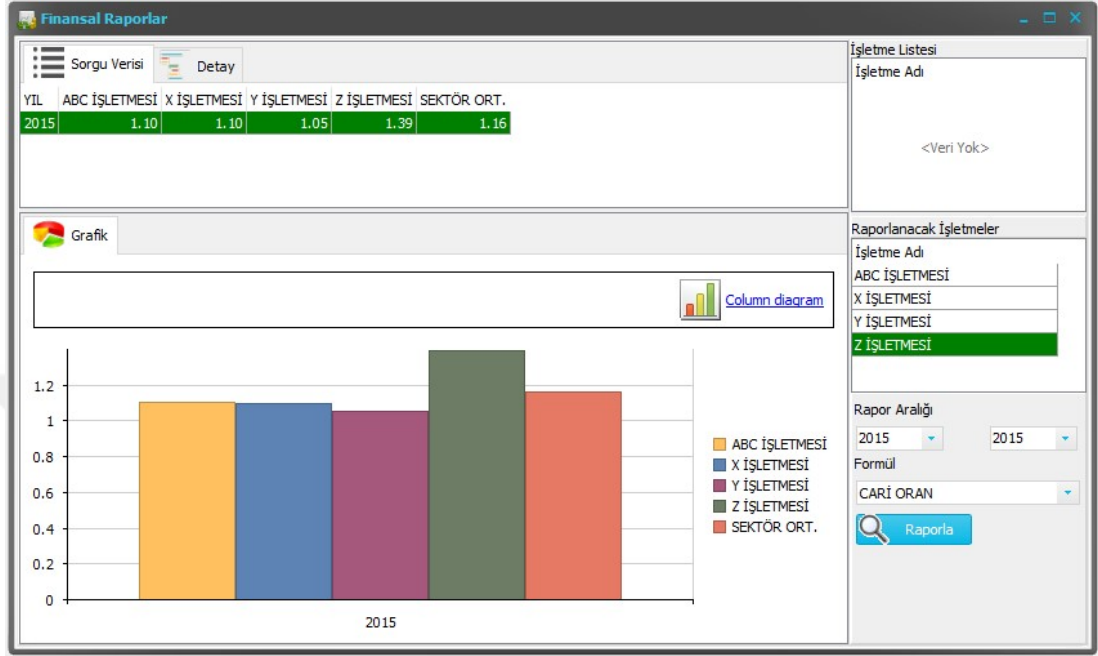 Finansal Raporlar
Sorgu Verisi
Detay
YIL ABC İŞLETMESİ X İŞLETMESİ Y İŞLETMESİ Z İŞLETMESİ SEKTÖR ORT.
2015 1.10 1.10 1.05 1.39 1.16
Grafik
Column diagram
1.2
1
0.8
0.6
0.4
0.2
0
2015
ABC İŞLETMESİ
X İŞLETMESİ
Y İŞLETMESİ
Z İŞLETMESİ
SEKTÖR ORT.
İşletme Listesi
İşletme Adı
<Veri Yok>
Raporlanacak İşletmeler
İşletme Adı
ABC İŞLETMESİ
X İŞLETMESİ
Y İŞLETMESİ
Z İŞLETMESİ
Rapor Aralığı
2015 2015
Formül
CARİ ORAN
Raporla